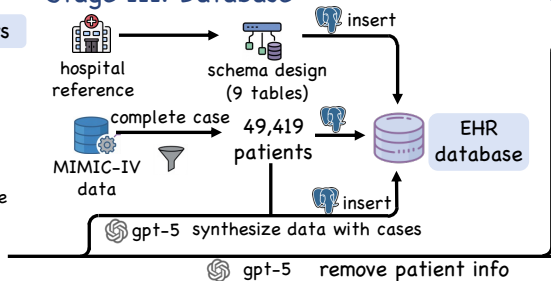 Stage III: Database
s
insert
hospital
reference
schema design
(9 tables)
complete case
49,419
patients
EHR
database
MIMIC-IV
data
e
insert
gpt-5 synthesize data with cases
gpt-5 remove patient info